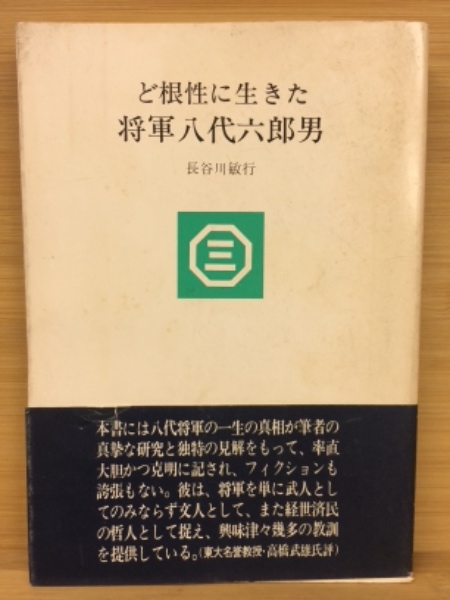 ど根性に生きた
将軍八代六郎男
長谷川敏行
三
本書には八代将軍の一生の真相が筆者の
真摯な研究と独特の見解をもって、率直
大胆かつ克明に記され、フィクションも
誇張もない。彼は、将軍を単に武人とし
てのみならず文人として、また経世済民
の哲人として捉え、興味津々幾多の教訓
を提供している。(東大名誉教授・高橋武雄氏評)